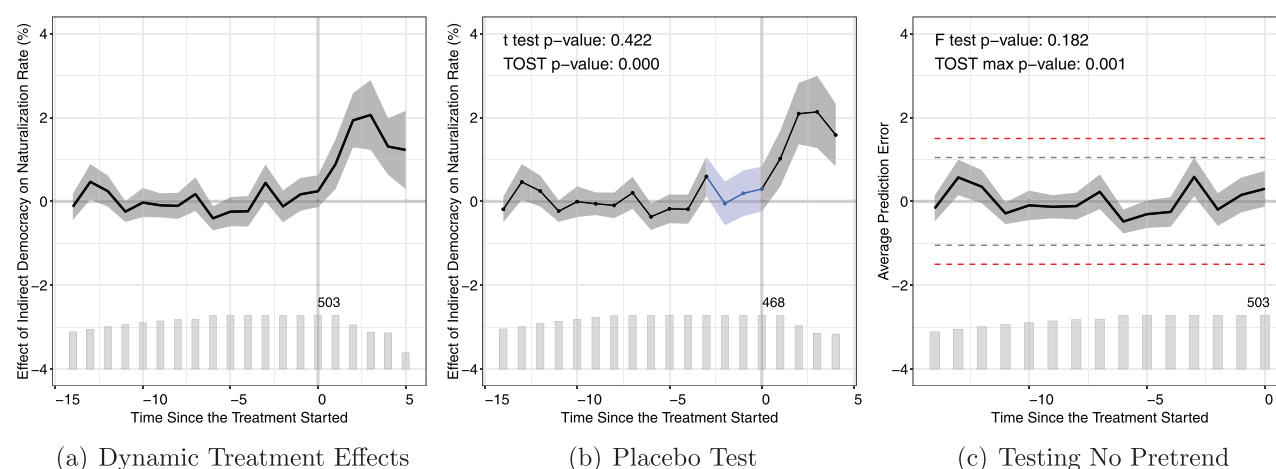 Effect of Indirect Democracy on Naturalization Rate (%)
4
2
0
−2
−4
503
−15
−10
−5
0
5
Time Since the Treatment Started
(a) Dynamic Treatment Effects
Effect of Indirect Democracy on Naturalization Rate (%)
4
2
0
−2
−4
t test p−value: 0.422
TOST p−value: 0.000
468
−15
−10
−5
0
5
Time Since the Treatment Started
(b) Placebo Test
Average Prediction Error
4
2
0
−2
−4
F test p−value: 0.182
TOST max p−value: 0.001
503
−10
−5
0
Time Since the Treatment Started
(c) Testing No Pretrend